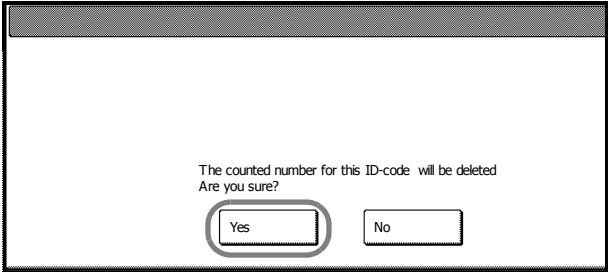 The counted number for this ID-code will be deleted
Are you sure?
Yes
No